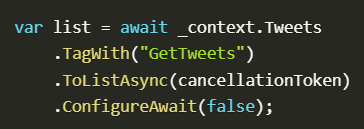 var list = await _context.Tweets
.TagWith("GetTweets")
.ToListAsync(cancellationToken)
.ConfigureAwait(false);